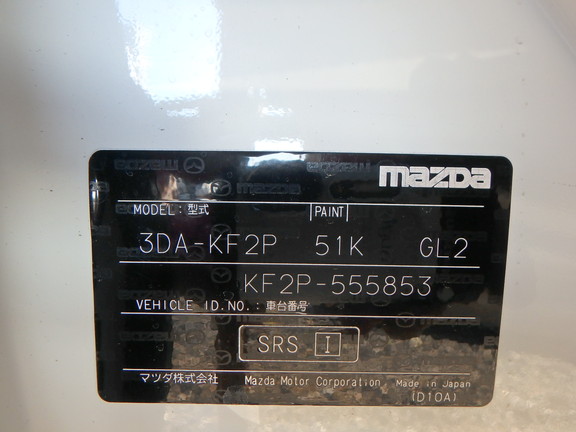 mazda
MODEL: 型式 PAINT
3DA-KF2P 51K GL2
KF2P-555853
VEHICLE ID.NO.: 車台番号
SRS I
マツダ株式会社 Mazda Motor Corporation Made in Japan
(D10A)